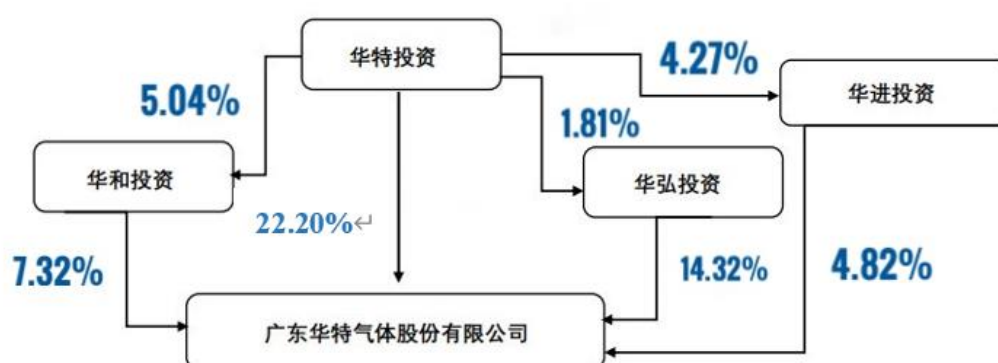 华特投资
4.27%
华进投资
5.04%
1.81%
华和投资
华弘投资
22.20%↵
7.32%
14.32%
4.82%
广东华特气体股份有限公司